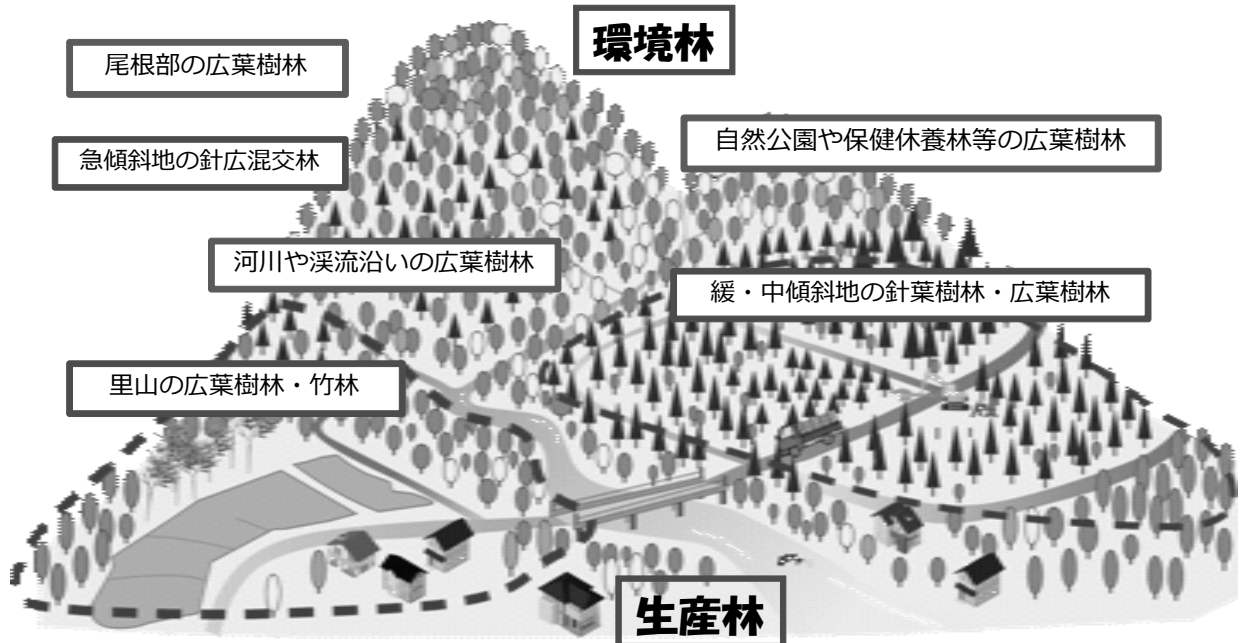 環境林
尾根部の広葉樹林
自然公園や保健休養林等の広葉樹林
急傾斜地の針広混交林
河川や渓流沿いの広葉樹林
緩・中傾斜地の針葉樹林・広葉樹林
里山の広葉樹林・竹林
生産林